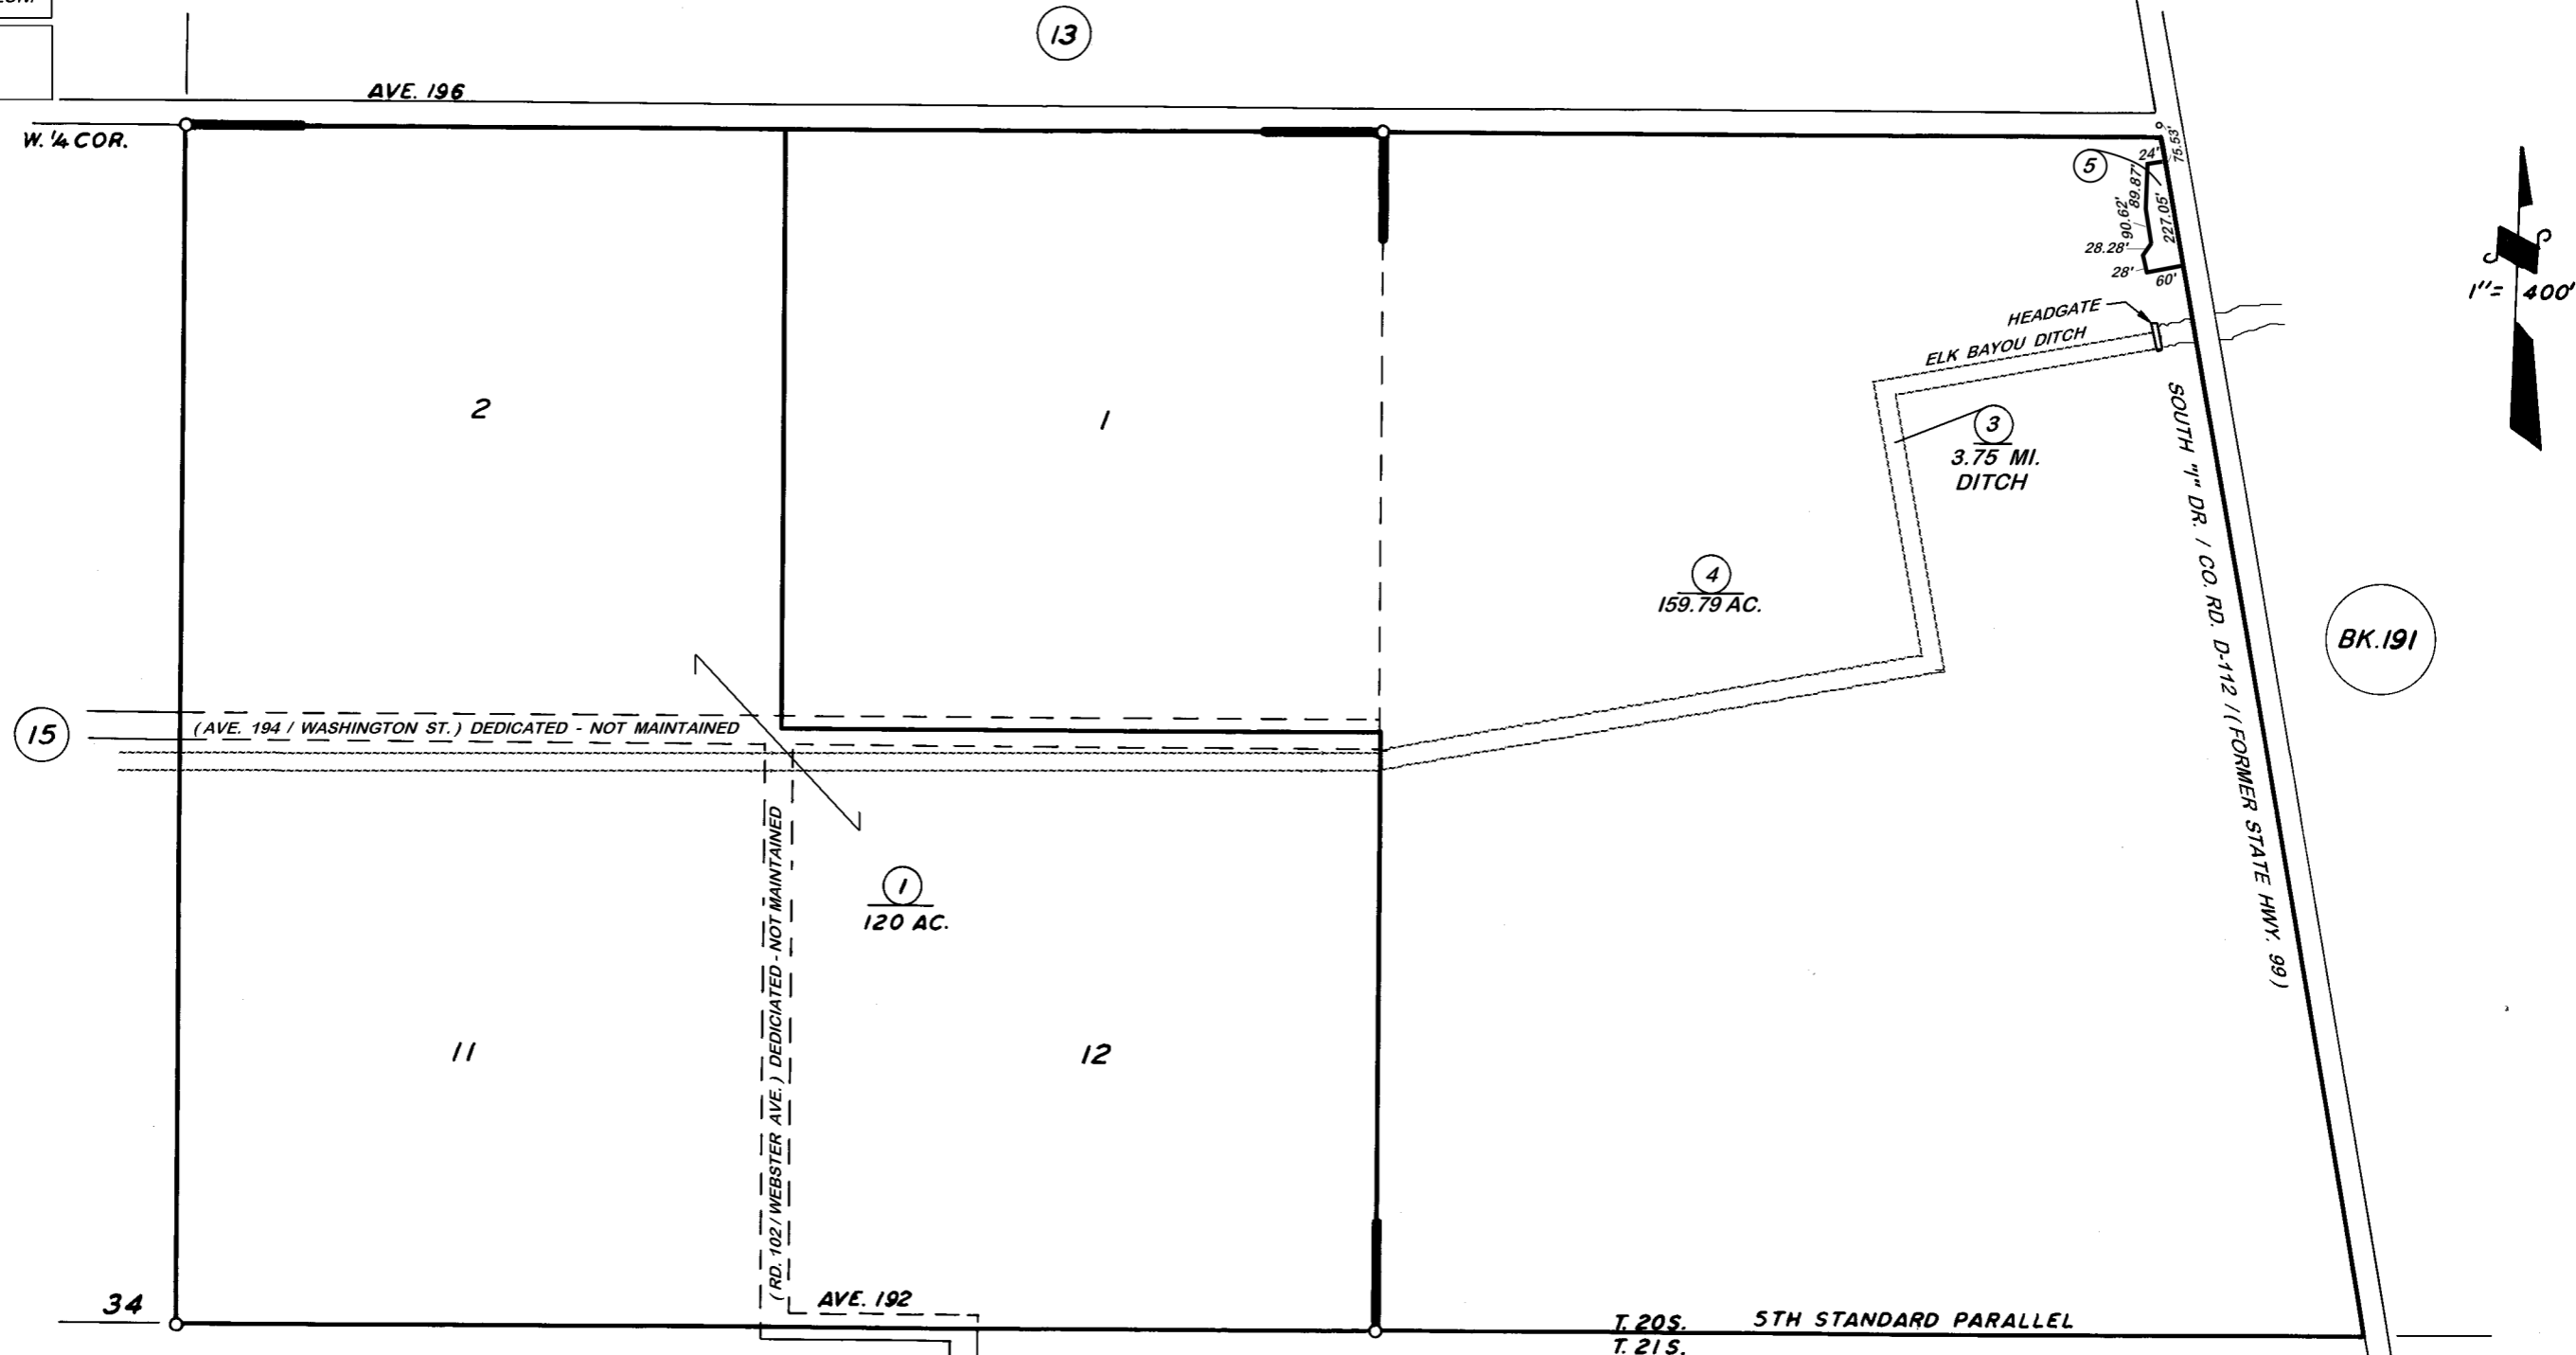 13
AVE. 196
W. 1/4 COR.
9
75.53'
24'
5
89.87'
90.62'
227.05'
28.28'
28'
60'
1"= 400'
HEADGATE
ELK BAYOU DITCH
2
1
3
3.75 MI.
DITCH
SOUTH "I" DR. / CO. RD. D-112 / (FORMER STATE HWY. 99)
4
159.79 AC.
BK.191
15
(AVE. 194 / WASHINGTON ST.) DEDICATED - NOT MAINTAINED
(RD. 102 / WEBSTER AVE.) DEDICIATED - NOT MAINTAINED
1
120 AC.
11
12
34
AVE. 192
T. 20S. 5TH STANDARD PARALLEL
T. 21S.